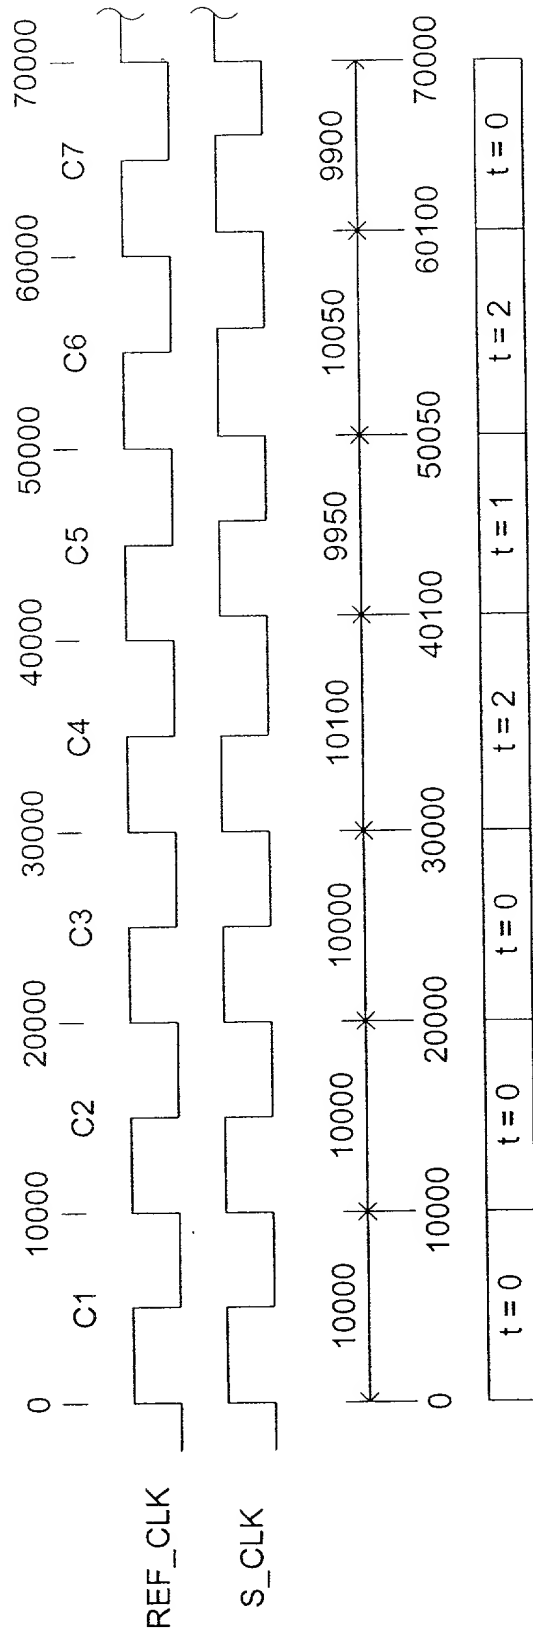 0 10000 20000 30000 40000 50000 60000 70000
C1 C2 C3 C4 C5 C6 C7
REF_CLK
S_CLK
10000 10000 10000 10100 9950 10050 9900
0 10000 20000 30000 40100 50050 60100 70000
t = 0 t = 0 t = 0 t = 2 t = 1 t = 2 t = 0